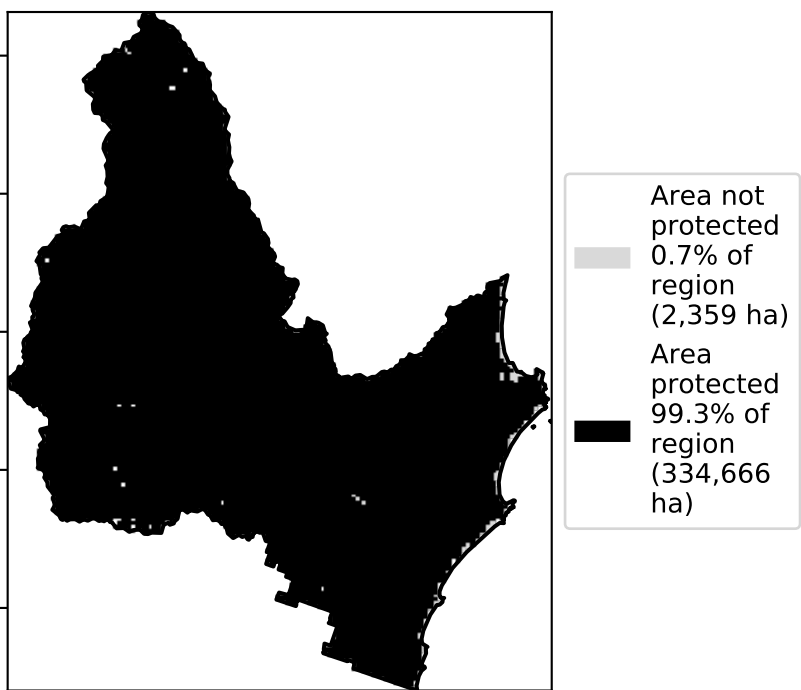 Area not
protected
0.7% of
region
(2,359 ha)
Area
protected
99.3% of
region
(334,666
ha)